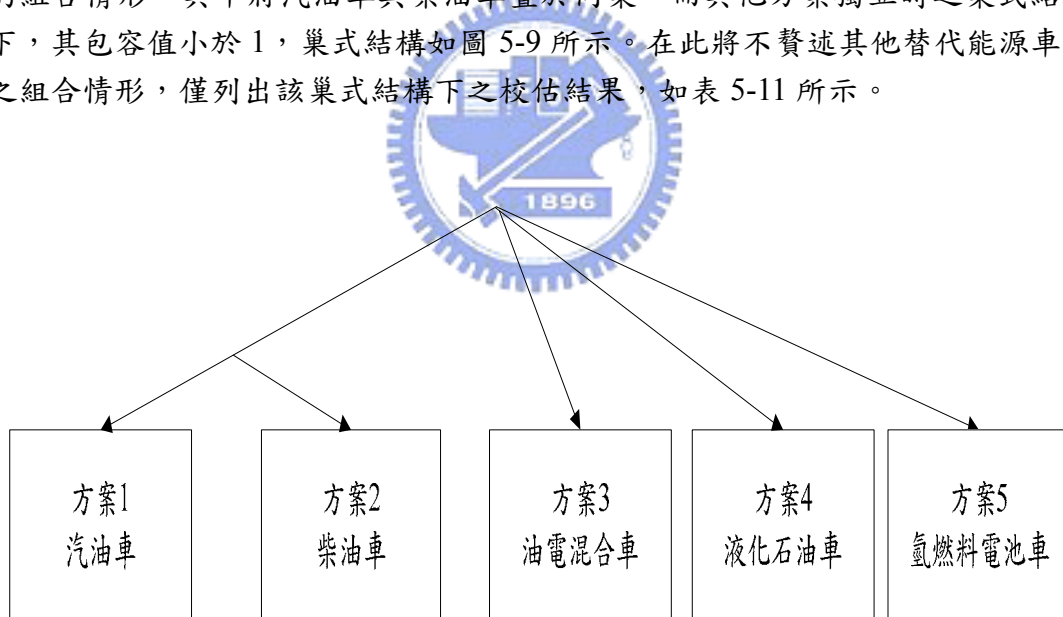 的組合情形，其中將汽油車與柴油車置於同巢，而其他方案獨立時之巢式結
下，其包容值小於 1，巢式結構如圖 5-9 所示。在此將不贅述其他替代能源車
之組合情形，僅列出該巢式結構下之校估結果，如表 5-11 所示。
1896
方案1
汽油車
方案2
柴油車
方案3
油電混合車
方案4
液化石油車
方案5
氫燃料電池車